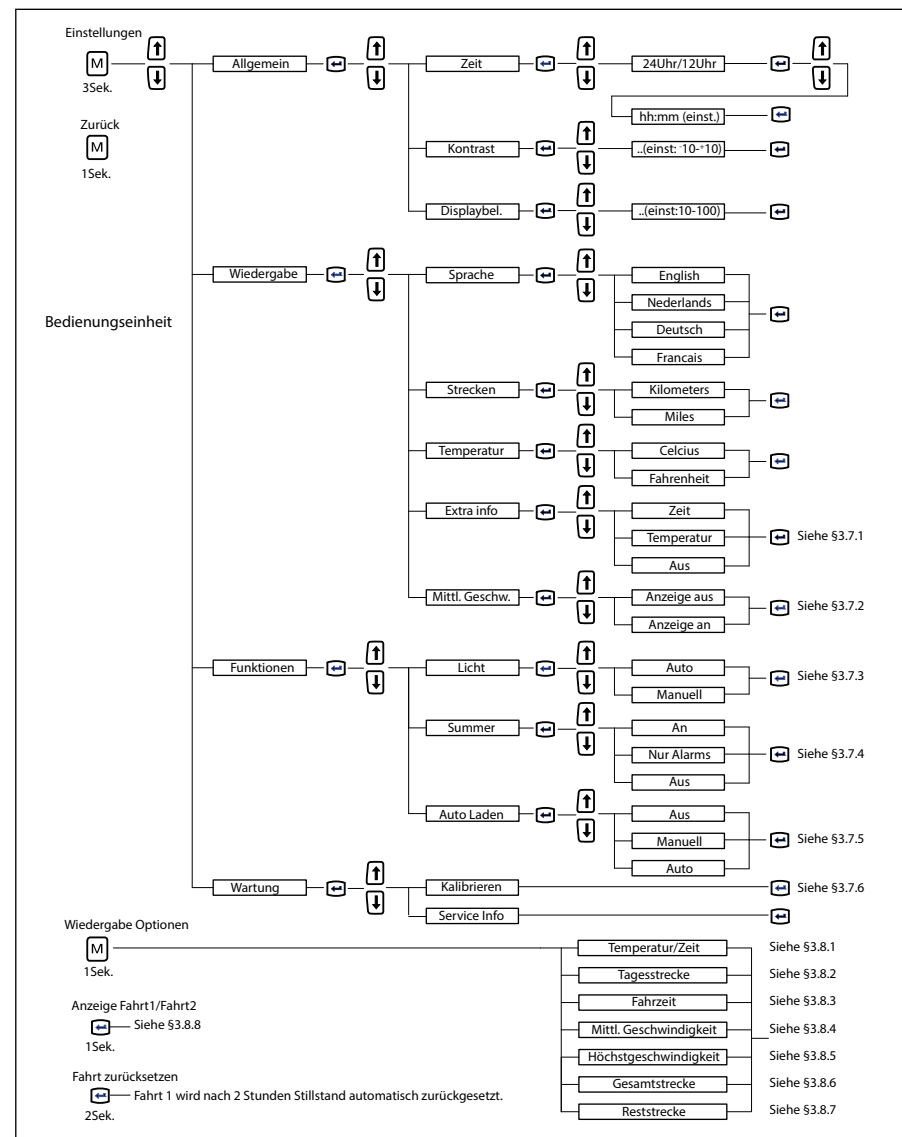 Einstellungen
M
3Sek.
Zurück
M
1Sek.
Bedienungseinheit
Allgemein
Zeit
24Uhr/12Uhr
hh:mm (einst.)
Kontrast
..(einst: -10-+10)
Displaybel.
..(einst:10-100)
Wiedergabe
Sprache
English
Nederlands
Deutsch
Francais
Strecken
Kilometers
Miles
Temperatur
Celcius
Fahrenheit
Extra info
Zeit
Temperatur
Aus
Siehe §3.7.1
Mittl. Geschw.
Anzeige aus
Anzeige an
Siehe §3.7.2
Funktionen
Licht
Auto
Manuell
Siehe §3.7.3
Summer
An
Nur Alarms
Aus
Siehe §3.7.4
Auto Laden
Aus
Manuell
Auto
Siehe §3.7.5
Wartung
Kalibrieren
Siehe §3.7.6
Service Info
Wiedergabe Optionen
M
1Sek.
Temperatur/Zeit Siehe §3.8.1
Tagesstrecke Siehe §3.8.2
Fahrzeit Siehe §3.8.3
Mittl. Geschwindigkeit Siehe §3.8.4
Höchstgeschwindigkeit Siehe §3.8.5
Gesamtstrecke Siehe §3.8.6
Reststrecke Siehe §3.8.7
Anzeige Fahrt1/Fahrt2
Siehe §3.8.8
1Sek.
Fahrt zurücksetzen
Fahrt 1 wird nach 2 Stunden Stillstand automatisch zurückgesetzt.
2Sek.